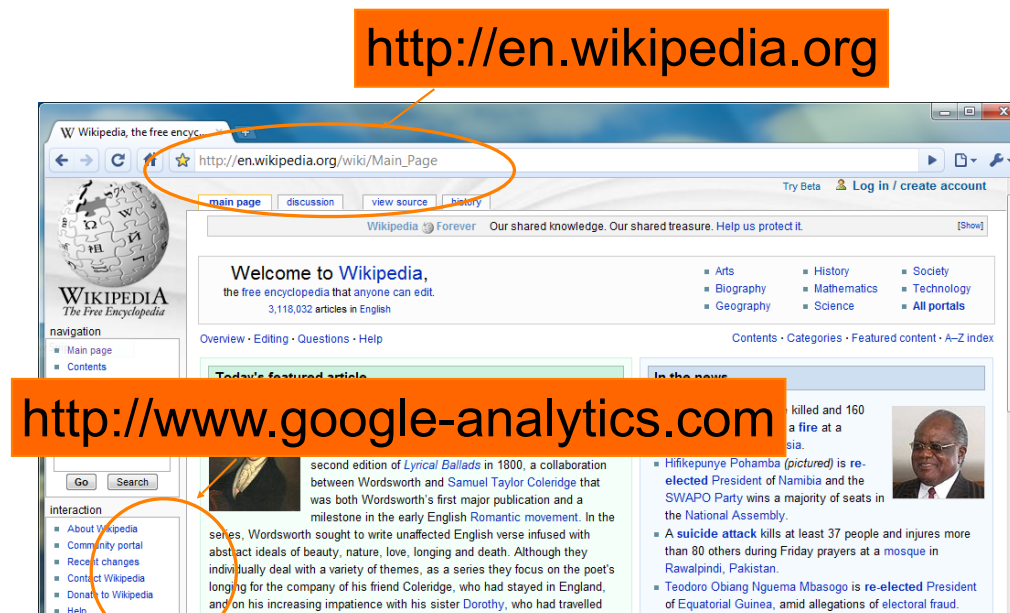 http://en.wikipedia.org
W Wikipedia, the free encyc...
http://en.wikipedia.org/wiki/Main_Page
Try Beta Log in / create account
main page discussion view source history
Wikipedia Forever Our shared knowledge. Our shared treasure. Help us protect it. [Show]
WIKIPEDIA
The Free Encyclopedia
Welcome to Wikipedia,
the free encyclopedia that anyone can edit.
3,118,032 articles in English
Arts
Biography
Geography
History
Mathematics
Science
Society
Technology
All portals
navigation
Main page
Contents
Overview · Editing · Questions · Help
Contents · Categories · Featured content · A–Z index
Today's featured article
In the news
http://www.google-analytics.com
Go Search
interaction
About Wikipedia
Community portal
Recent changes
Contact Wikipedia
Donate to Wikipedia
Help
second edition of Lyrical Ballads in 1800, a collaboration
between Wordsworth and Samuel Taylor Coleridge that
was both Wordsworth's first major publication and a
milestone in the early English Romantic movement. In the
series, Wordsworth sought to write unaffected English verse infused with
abstract ideals of beauty, nature, love, longing and death. Although they
individually deal with a variety of themes, as a series they focus on the poet's
longing for the company of his friend Coleridge, who had stayed in England,
and on his increasing impatience with his sister Dorothy, who had travelled
killed and 160
a fire at a
Hifikepunye Pohamba (pictured) is re-
elected President of Namibia and the
SWAPO Party wins a majority of seats in
the National Assembly.
A suicide attack kills at least 37 people and injures more
than 80 others during Friday prayers at a mosque in
Rawalpindi, Pakistan.
Teodoro Obiang Nguema Mbasogo is re-elected President
of Equatorial Guinea, amid allegations of electoral fraud.